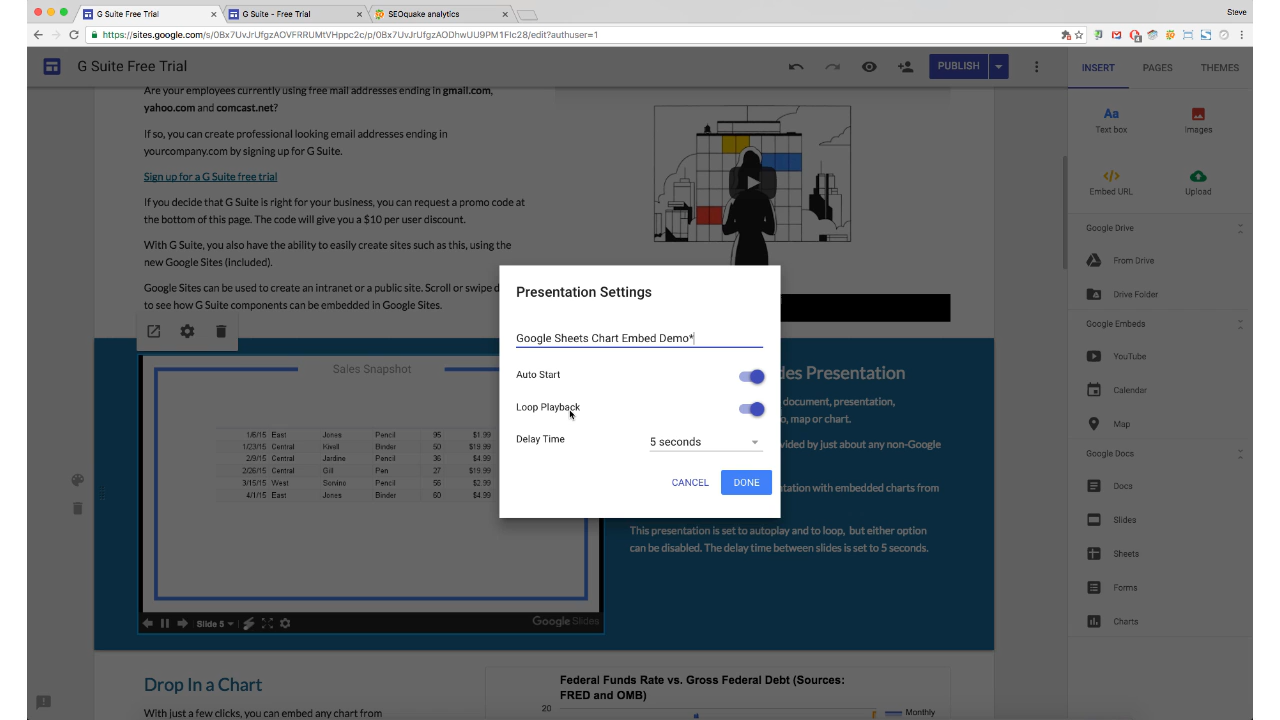 G Suite Free Trial
G Suite - Free Trial
SEOquake analytics
Steve
https://sites.google.com/s/0Bx7UvJrUfgzAOVFRRUMtVHppc2c/p/0Bx7UvJrUfgzAODhwUU9PM1FIc28/edit?authuser=1
G Suite Free Trial
PUBLISH
INSERT
PAGES
THEMES
Are your employees currently using free mail addresses ending in gmail.com,
yahoo.com and comcast.net?
If so, you can create professional looking email addresses ending in
yourcompany.com by signing up for G Suite.
Sign up for a G Suite free trial
If you decide that G Suite is right for your business, you can request a promo code at
the bottom of this page. The code will give you a $10 per user discount.
With G Suite, you also have the ability to easily create sites such as this, using the
new Google Sites (included).
Google Sites can be used to create an intranet or a public site. Scroll or swipe d
to see how G Suite components can be embedded in Google Sites.
Presentation Settings
Google Sheets Chart Embed Demo*
Auto Start
Loop Playback
Delay Time
5 seconds
CANCEL
DONE
Sales Snapshot
1/6/15 East Jones Pencil 95 $1.99
1/23/15 Central Kivell Binder 50 $19.99
2/9/15 Central Jardine Pencil 36 $4.99
2/26/15 Central Gill Pen 27 $19.99
3/15/15 West Sorvino Pencil 56 $2.99
4/1/15 East Jones Binder 60 $4.99
Slide 5
Google Slides
des Presentation
document, presentation,
o, map or chart.
vided by just about any non-Google
tation with embedded charts from
This presentation is set to autoplay and to loop, but either option
can be disabled. The delay time between slides is set to 5 seconds.
Drop In a Chart
With just a few clicks, you can embed any chart from
Federal Funds Rate vs. Gross Federal Debt (Sources:
FRED and OMB)
20
Monthly
Aa
Text box
Images
Embed URL
Upload
Google Drive
From Drive
Drive Folder
Google Embeds
YouTube
Calendar
Map
Google Docs
Docs
Slides
Sheets
Forms
Charts